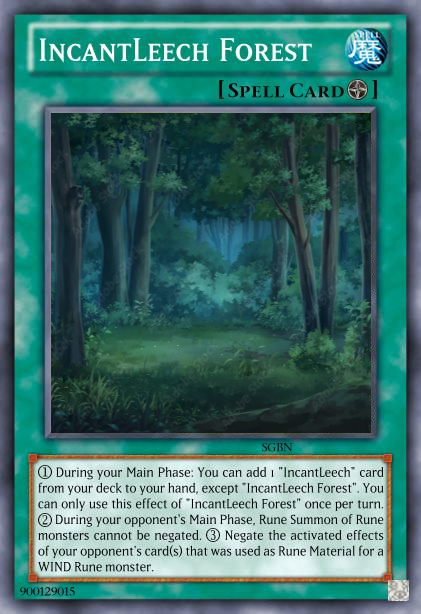 IncantLeech Forest
SPELL
魔
[Spell Card]
SGBN
① During your Main Phase: You can add 1 "IncantLeech" card
from your deck to your hand, except "IncantLeech Forest". You
can only use this effect of "IncantLeech Forest" once per turn.
② During your opponent's Main Phase, Rune Summon of Rune
monsters cannot be negated. ③ Negate the activated effects
of your opponent's card(s) that was used as Rune Material for a
WIND Rune monster.
900129015